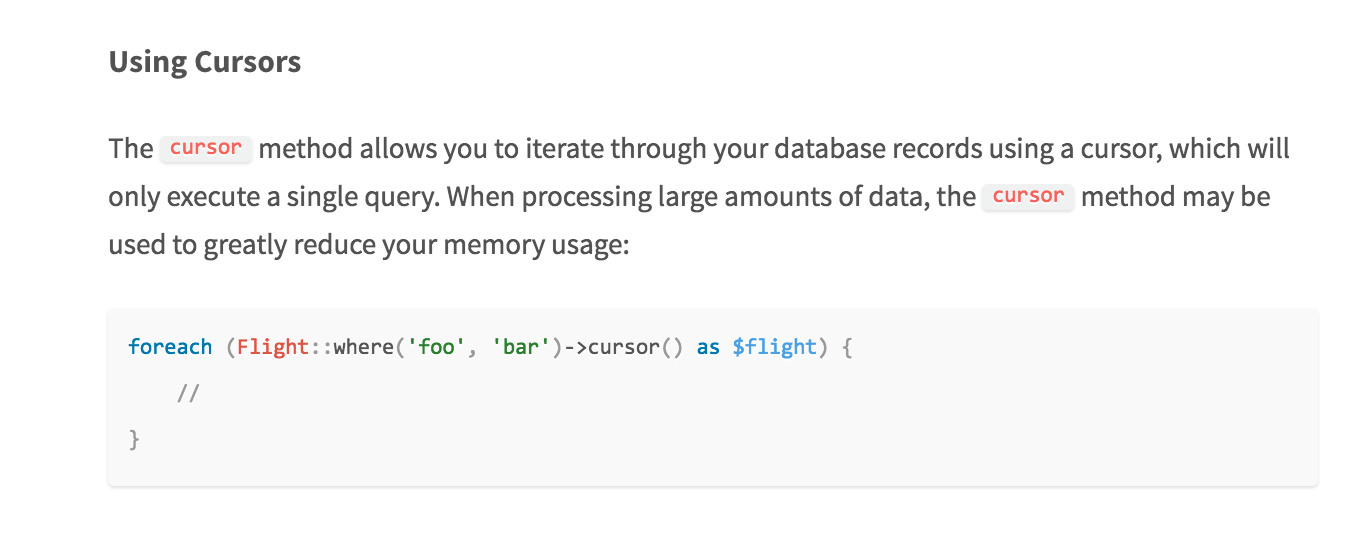 Using Cursors
The cursor method allows you to iterate through your database records using a cursor, which will
only execute a single query. When processing large amounts of data, the cursor method may be
used to greatly reduce your memory usage:
foreach (Flight::where('foo', 'bar')->cursor() as $flight) {
    //
}